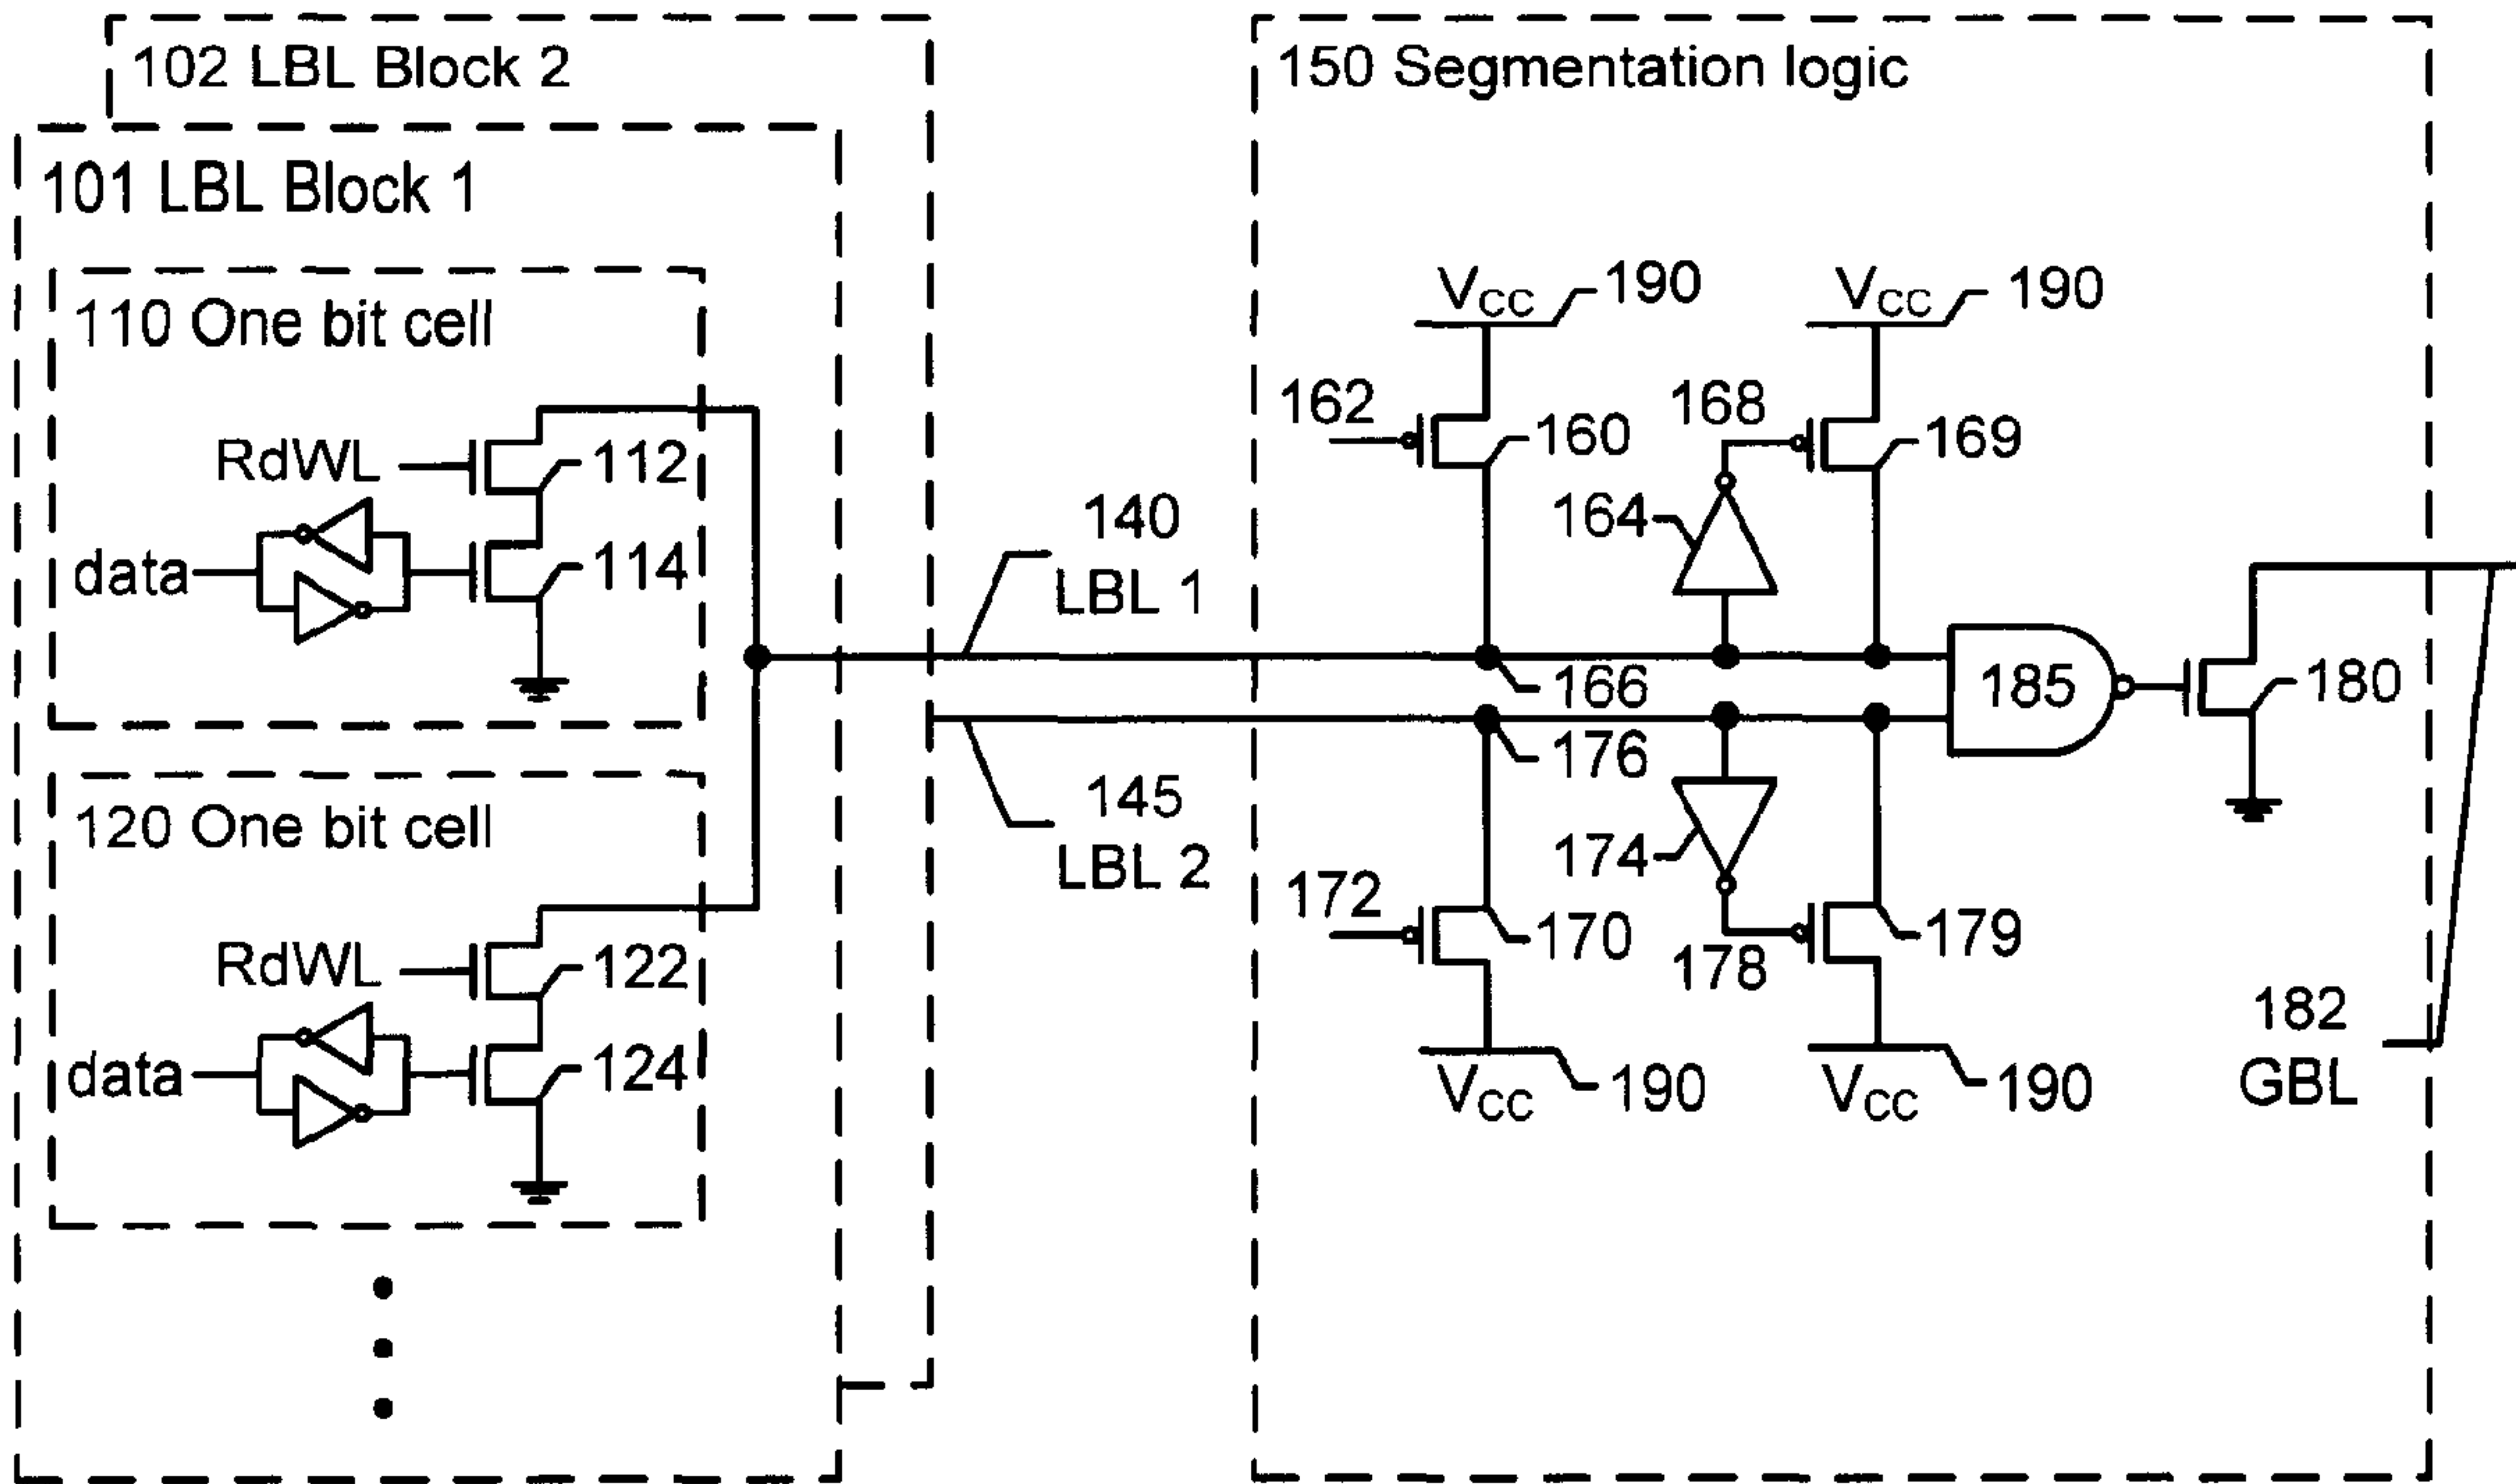 102 LBL Block 2
101 LBL Block 1
110 One bit cell
RdWL
112
data
114
120 One bit cell
RdWL
122
data
124
140
LBL 1
145
LBL 2
150 Segmentation logic
VCC
190
VCC
190
162
160
168
169
164
166
176
185
180
174
172
170
178
179
VCC
190
VCC
190
182
GBL